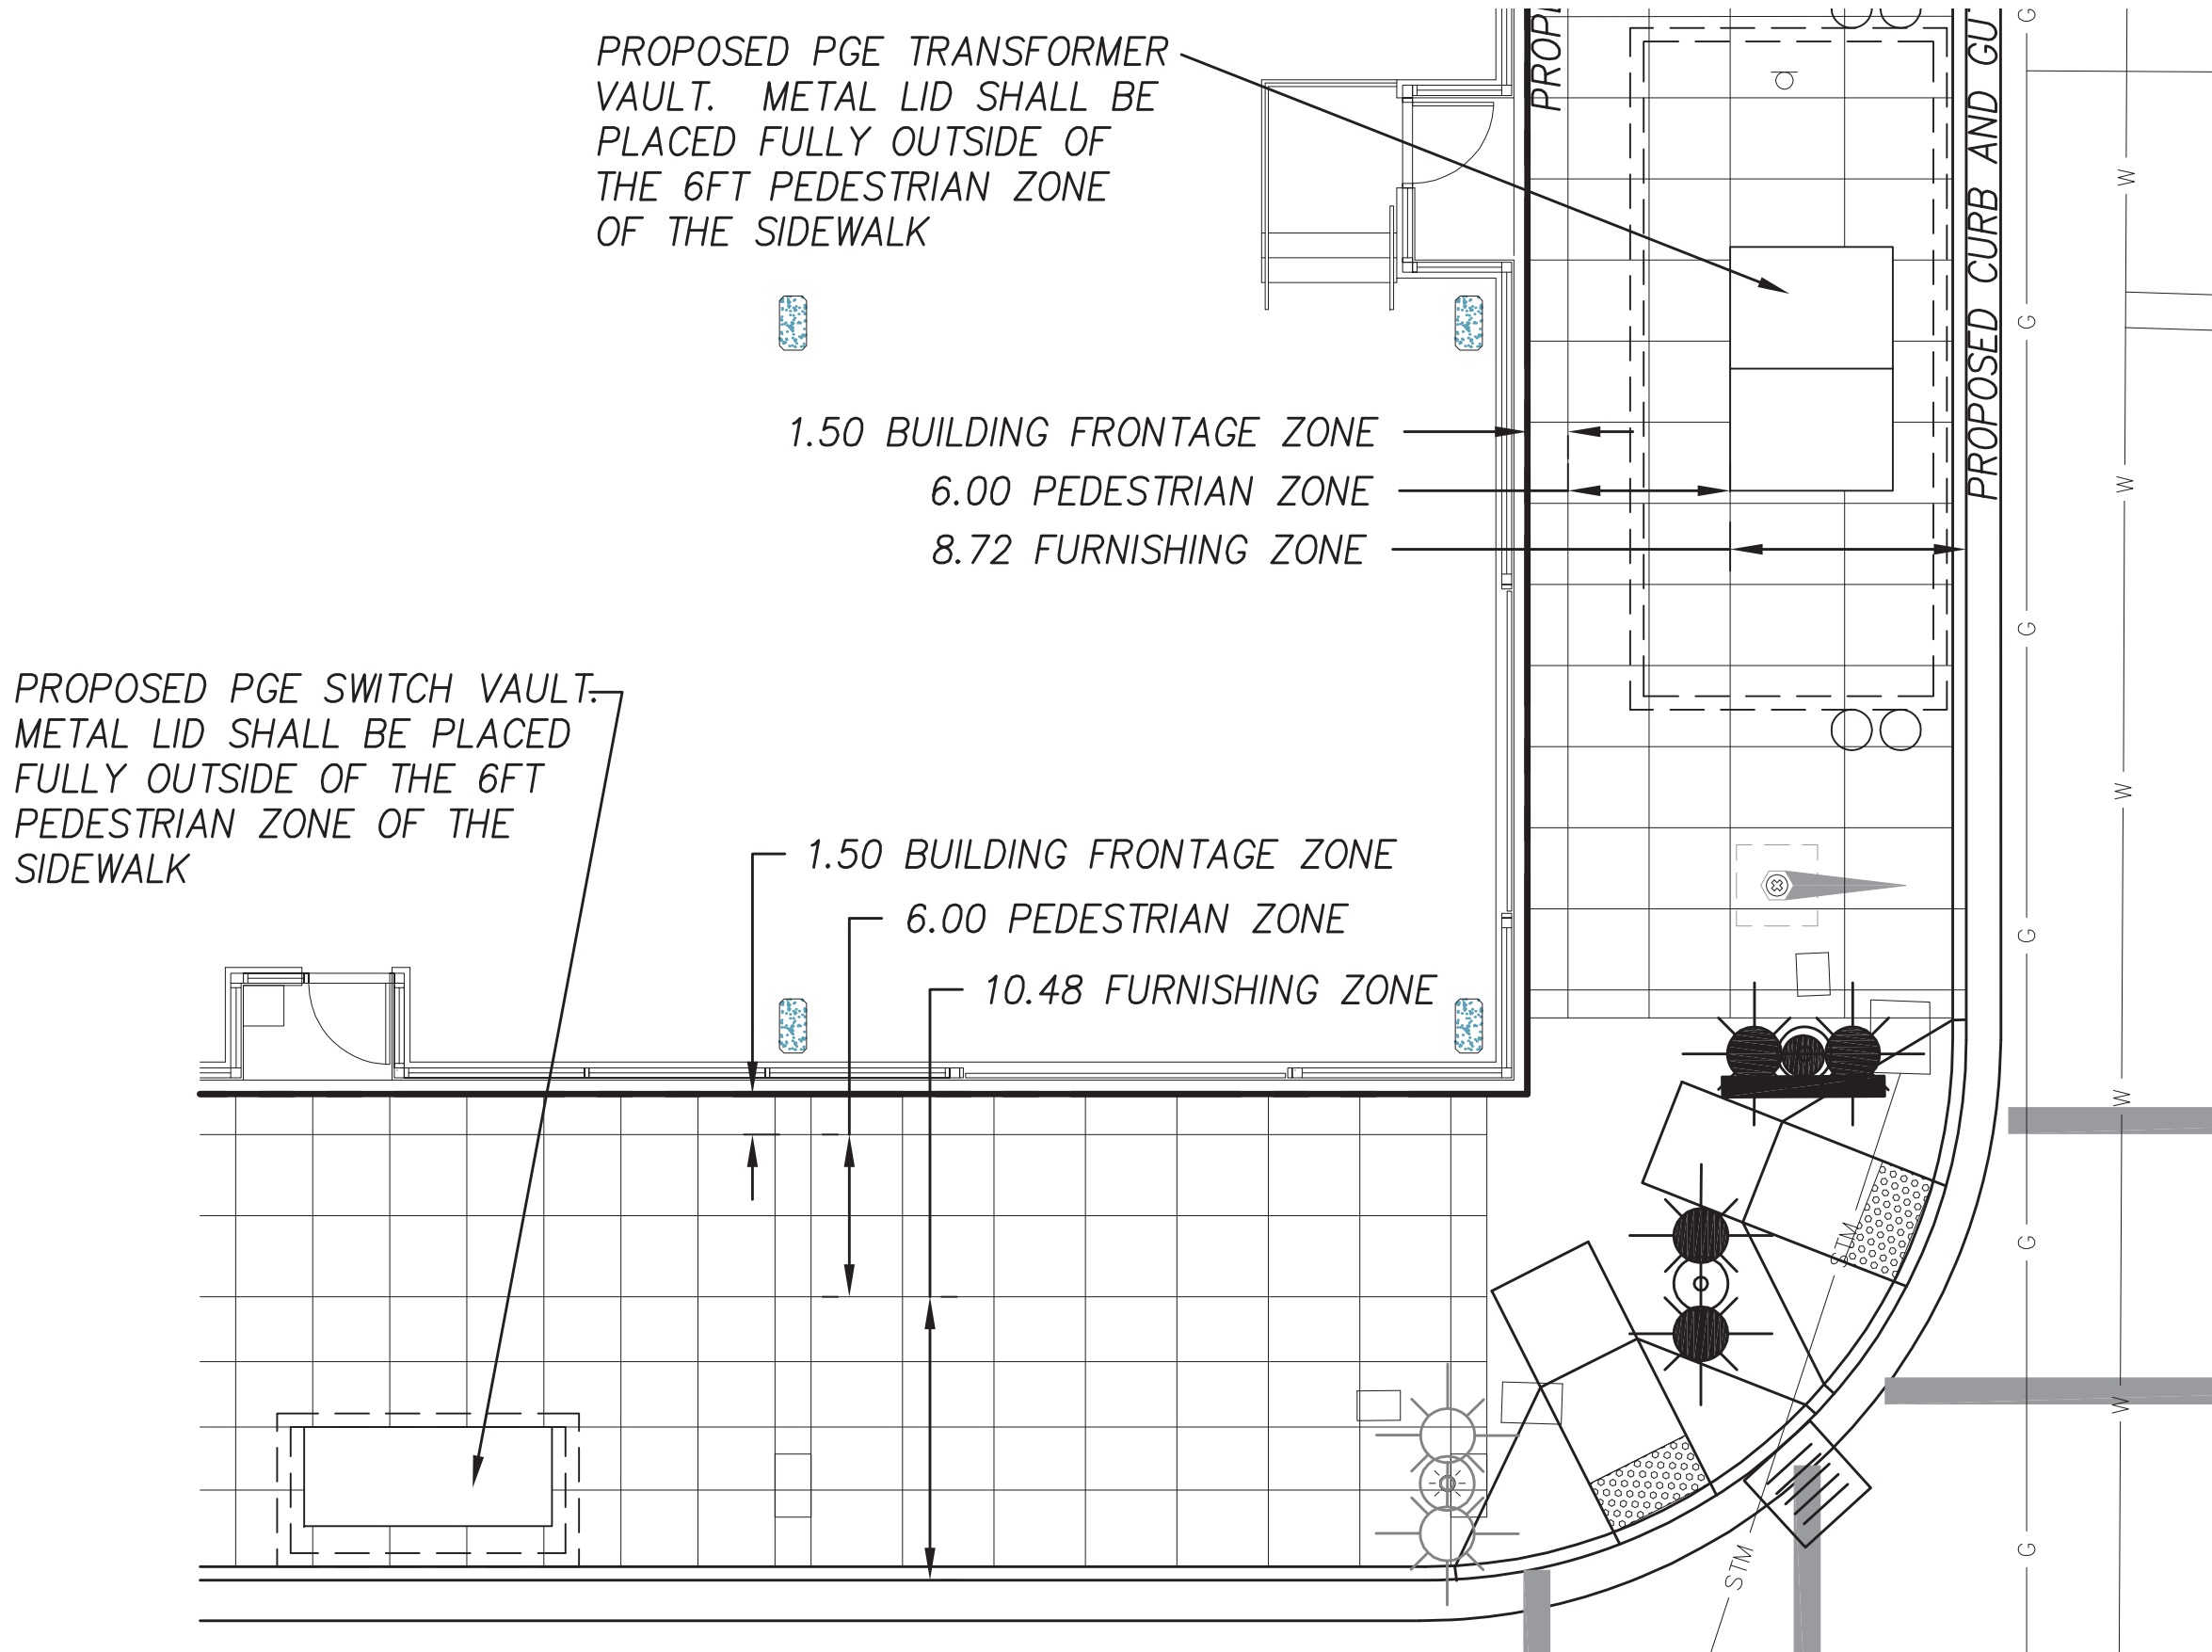 PROPOSED PGE TRANSFORMER
VAULT. METAL LID SHALL BE
PLACED FULLY OUTSIDE OF
THE 6FT PEDESTRIAN ZONE
OF THE SIDEWALK
1.50 BUILDING FRONTAGE ZONE
6.00 PEDESTRIAN ZONE
8.72 FURNISHING ZONE
PROPOSED PGE SWITCH VAULT.
METAL LID SHALL BE PLACED
FULLY OUTSIDE OF THE 6FT
PEDESTRIAN ZONE OF THE
SIDEWALK
1.50 BUILDING FRONTAGE ZONE
6.00 PEDESTRIAN ZONE
10.48 FURNISHING ZONE
PROPOSED CURB AND GU
G
G
G
G
G
G
W
W
W
W
W
STM
STM